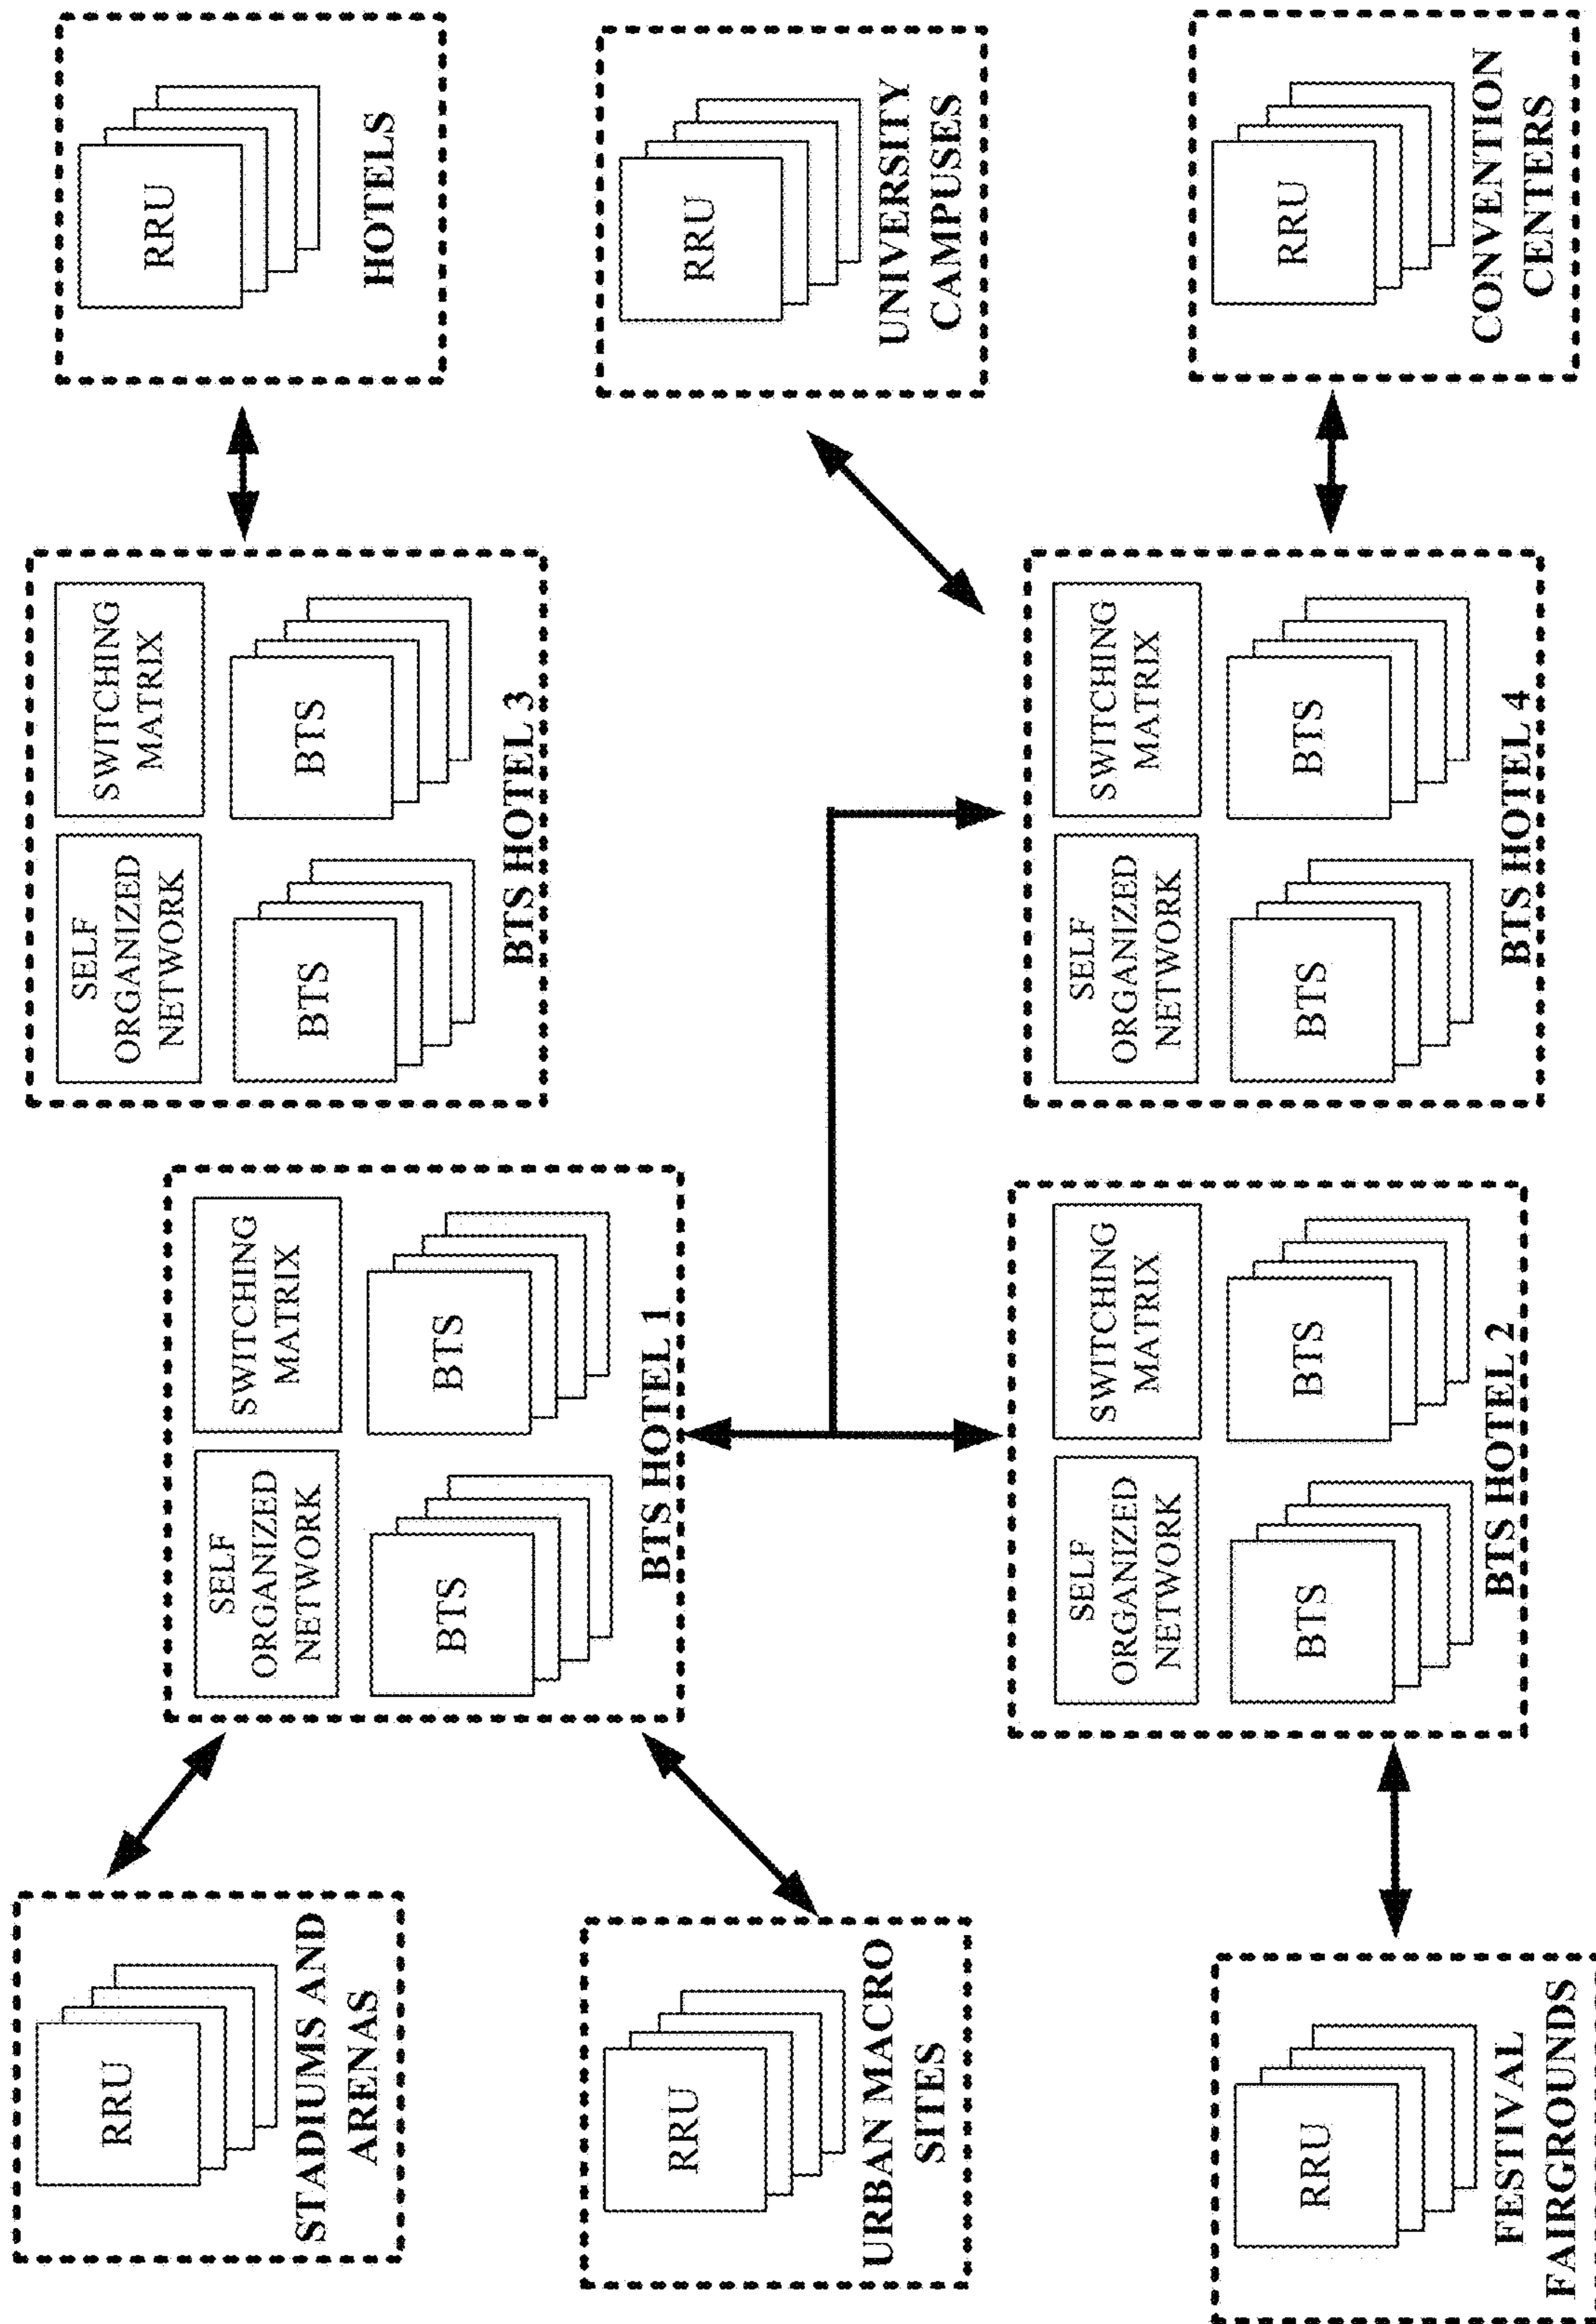 RRU
STADIUMS AND
ARENAS
RRU
URBAN MACRO
SITES
RRU
FESTIVAL
FAIRGROUNDS
SELF
ORGANIZED
NETWORK
SWITCHING
MATRIX
BTS
BTS
BTS HOTEL 1
SELF
ORGANIZED
NETWORK
SWITCHING
MATRIX
BTS
BTS
BTS HOTEL 2
SELF
ORGANIZED
NETWORK
SWITCHING
MATRIX
BTS
BTS
BTS HOTEL 3
SELF
ORGANIZED
NETWORK
SWITCHING
MATRIX
BTS
BTS
BTS HOTEL 4
RRU
HOTELS
RRU
UNIVERSITY
CAMPUSES
RRU
CONVENTION
CENTERS